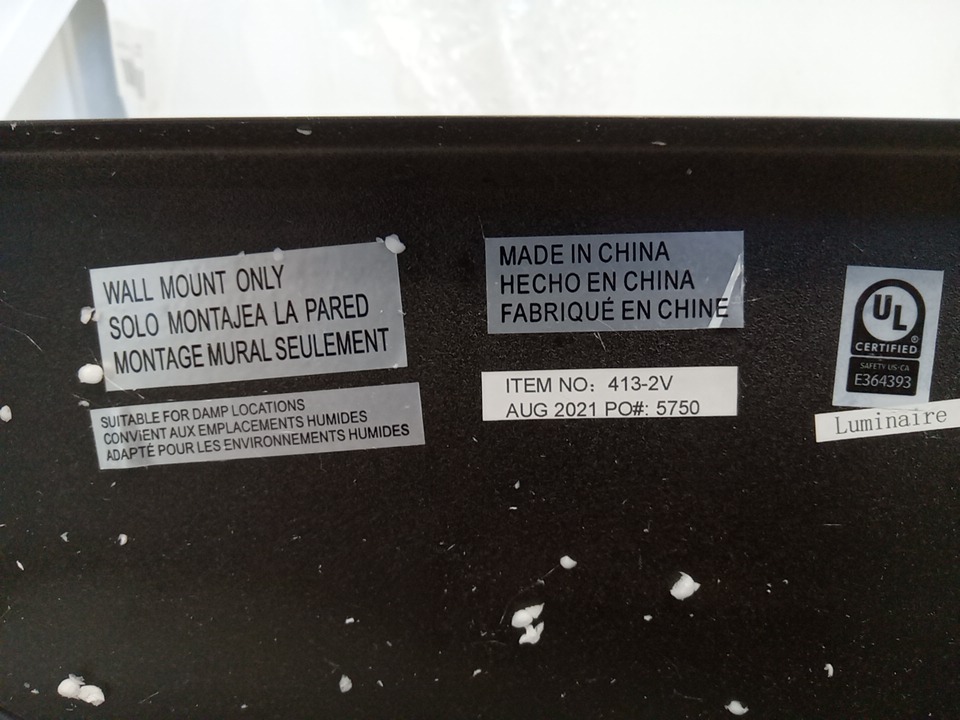 WALL MOUNT ONLY
SOLO MONTAJEA LA PARED
MONTAGE MURAL SEULEMENT
SUITABLE FOR DAMP LOCATIONS
CONVIENT AUX EMPLACEMENTS HUMIDES
ADAPTÉ POUR LES ENVIRONNEMENTS HUMIDES
MADE IN CHINA
HECHO EN CHINA
FABRIQUÉ EN CHINE
ITEM NO: 413-2V
AUG 2021 PO#: 5750
UL
®
CERTIFIED
SAFETY US-CA
E364393
Luminaire